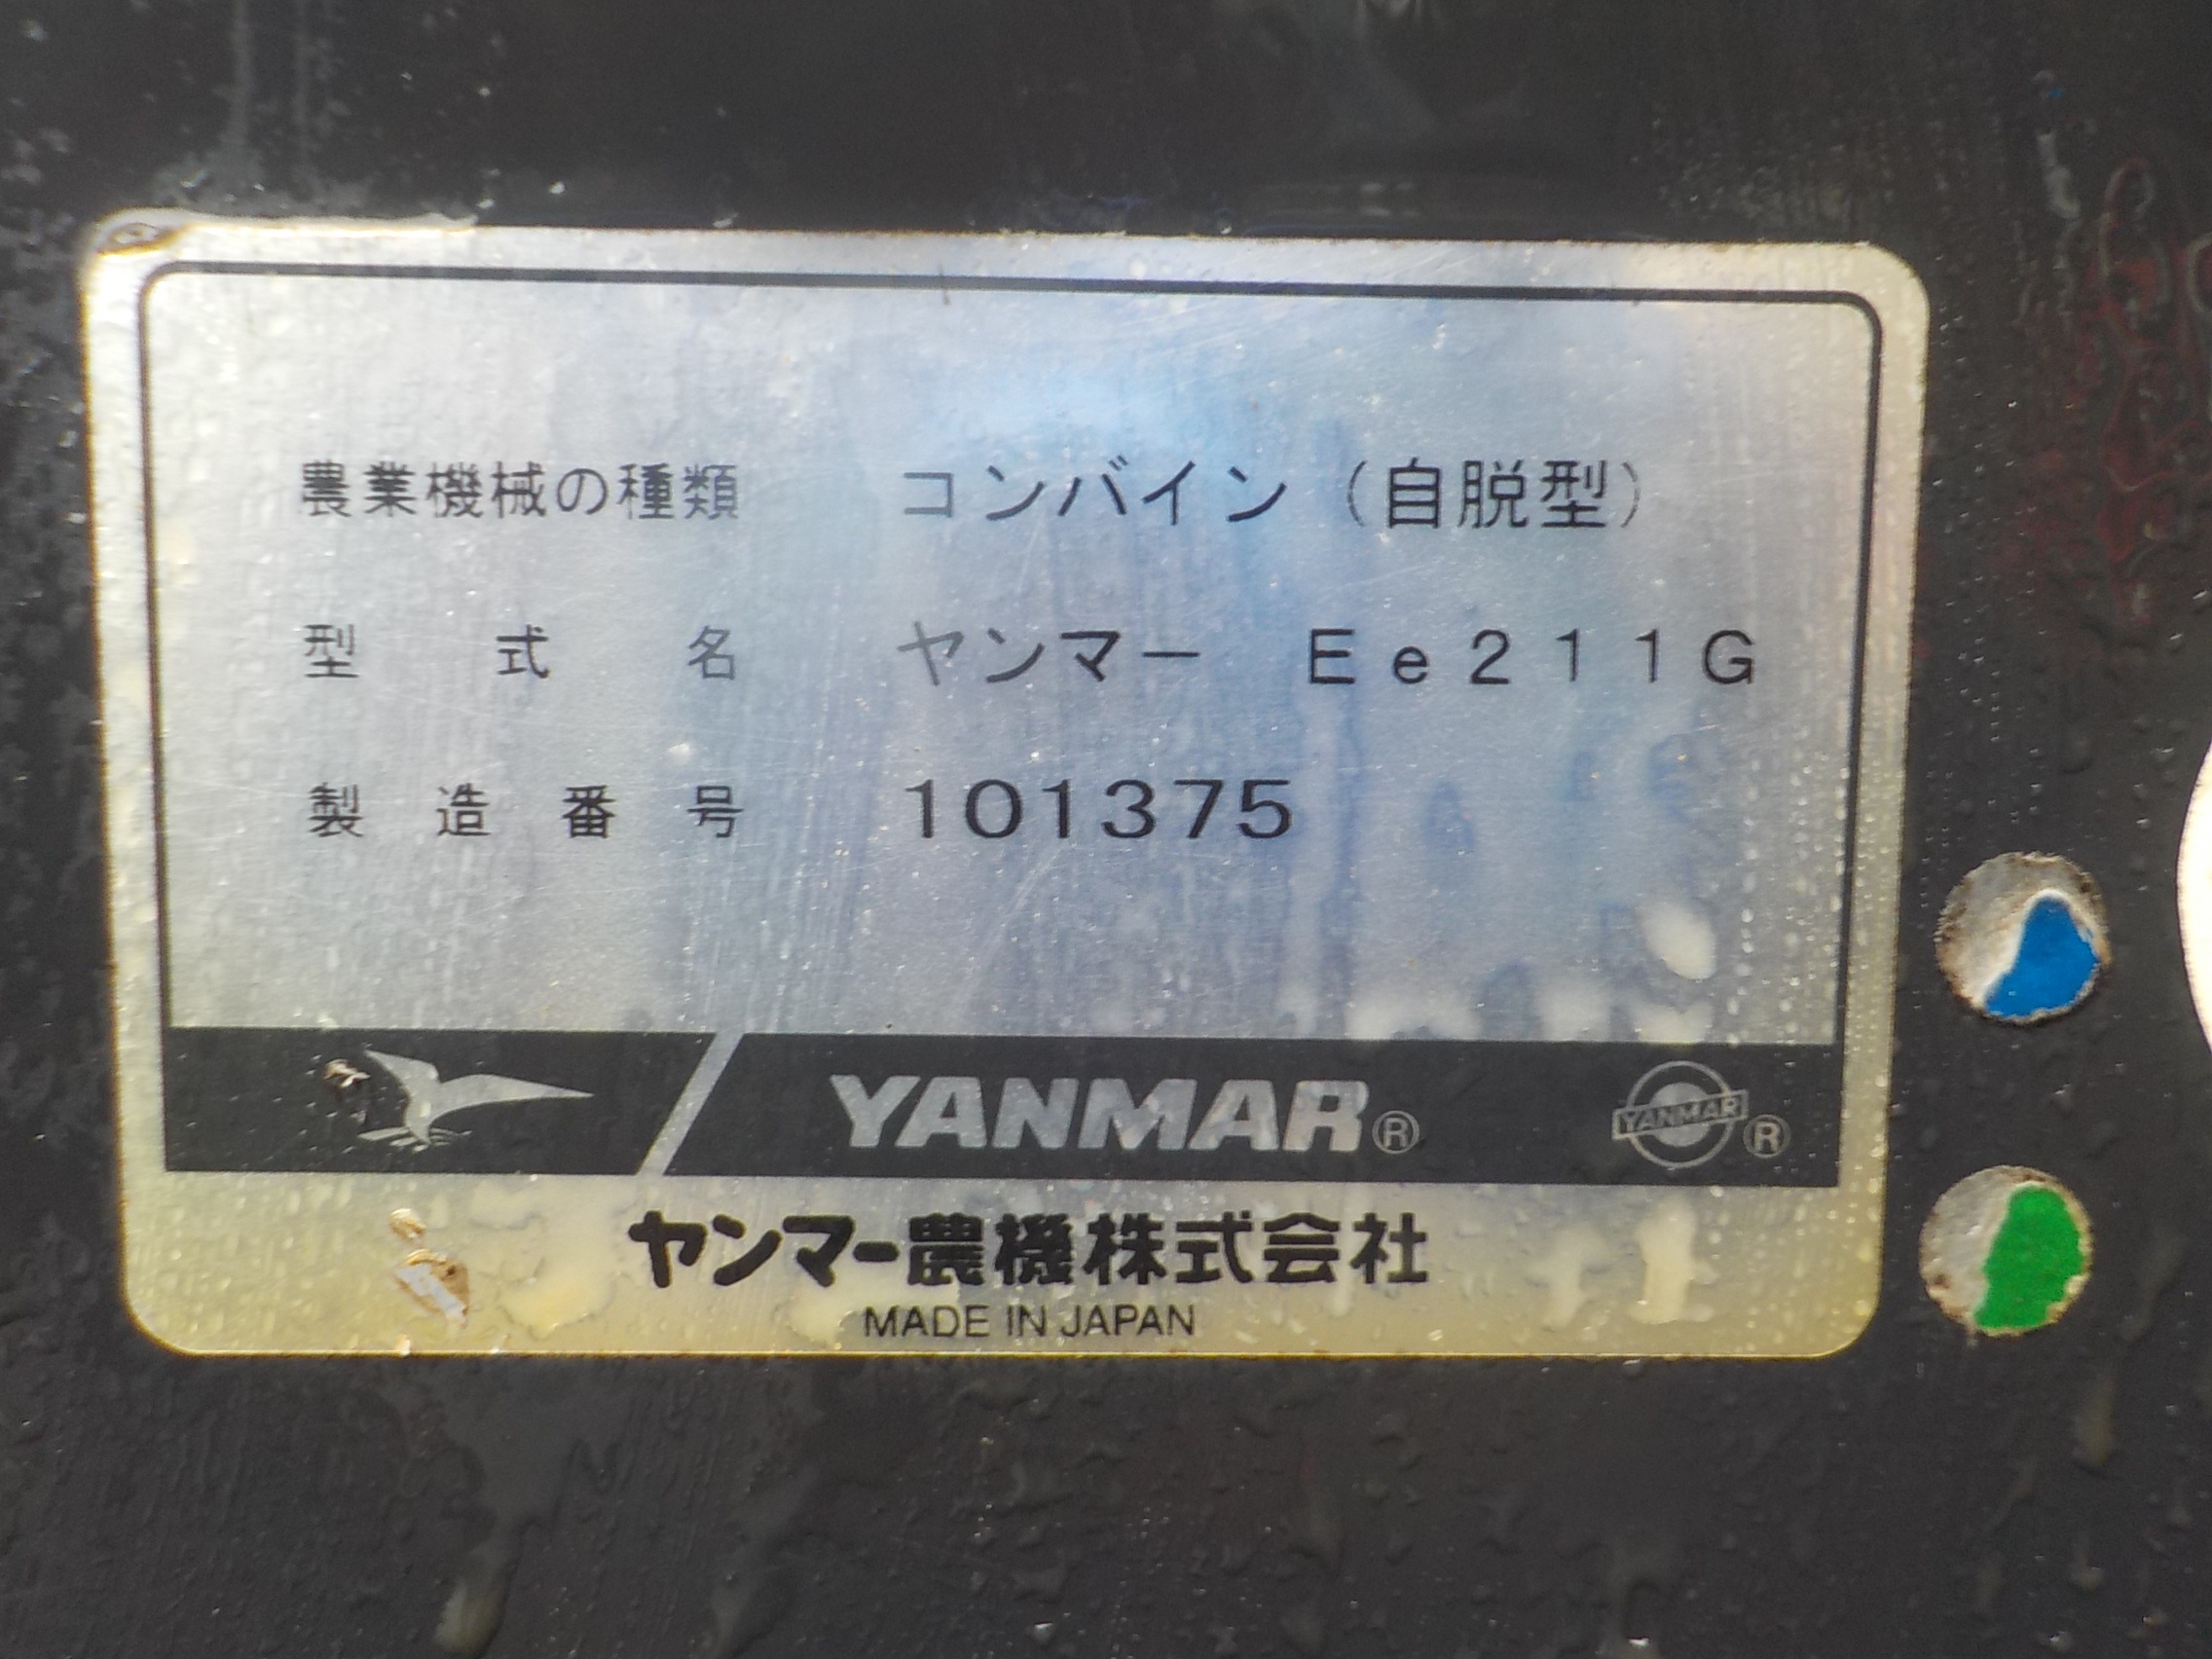 農業機械の種類　コンバイン（自脱型）
型式名　ヤンマー　Ｅｅ２１１Ｇ
製造番号　101375
YANMAR® YANMAR®
ヤンマー農機株式会社
MADE IN JAPAN